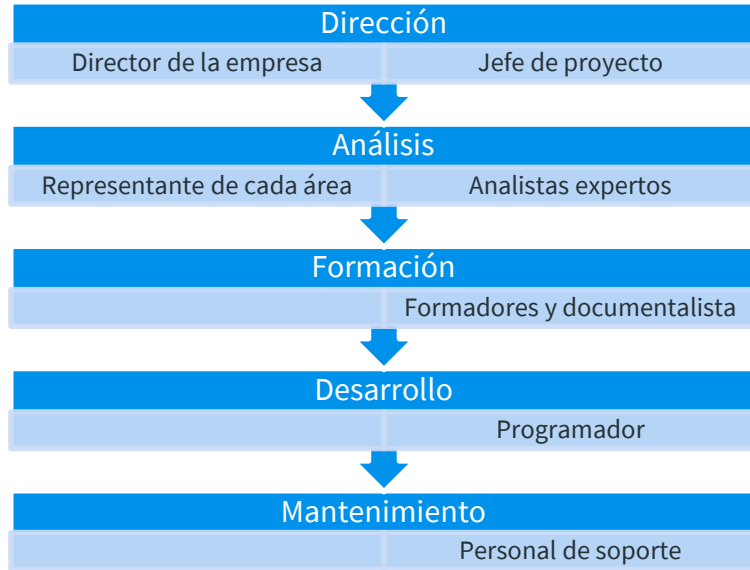 Dirección
Director de la empresa Jefe de proyecto
Análisis
Representante de cada área Analistas expertos
Formación
Formadores y documentalista
Desarrollo
Programador
Mantenimiento
Personal de soporte